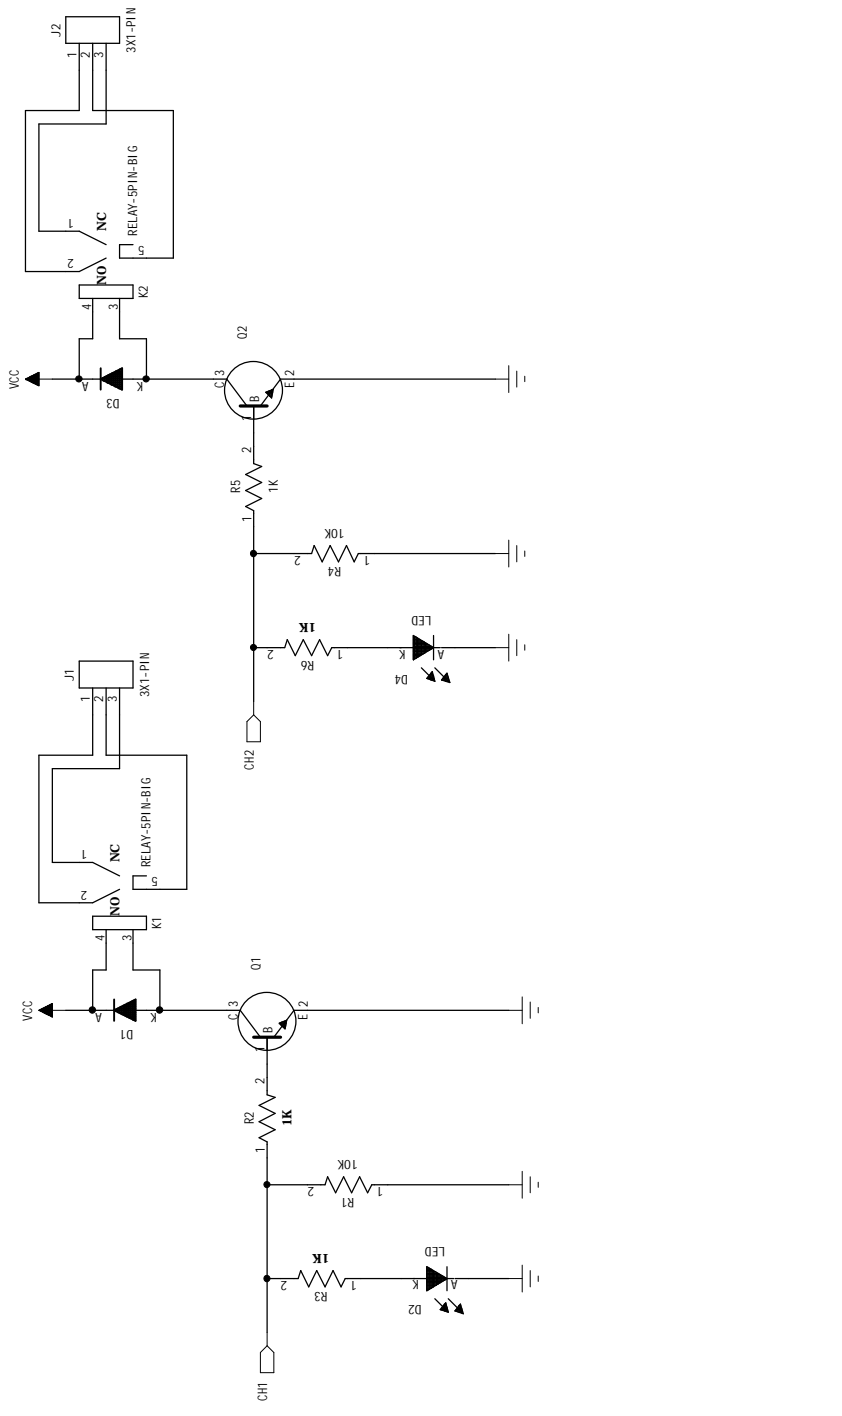 J2
3X1-PIN
1
2
3
RELAY-5PIN-BIG
1
NC
2
5
NO
K2
4
3
VCC
A
K
D3
Q2
C
3
B
1
E
2
2
R5
1K
1
10K
2
1
R4
1K
2
1
R6
LED
K
A
D4
CH2
J1
3X1-PIN
1
2
3
RELAY-5PIN-BIG
1
NC
2
5
NO
K1
4
3
VCC
A
K
D1
Q1
C
3
B
1
E
2
2
R2
1K
1
10K
2
1
R1
1K
2
1
R3
LED
K
A
D2
CH1